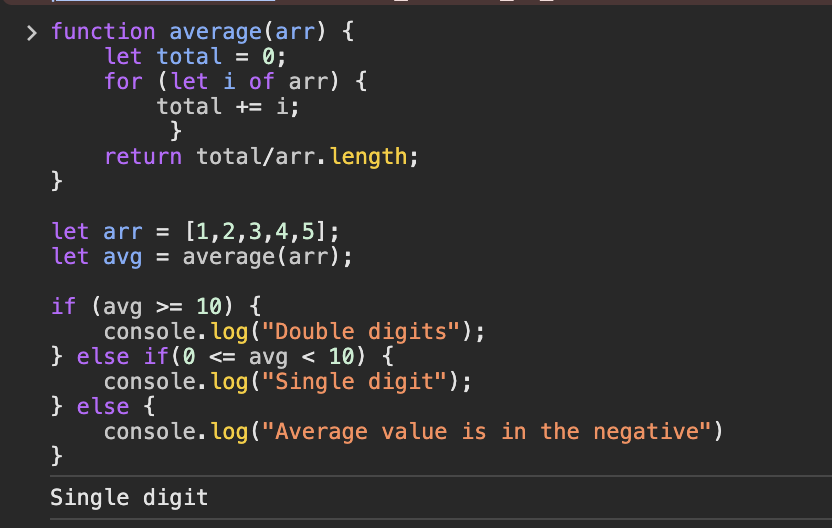 function average(arr) {
    let total = 0;
    for (let i of arr) {
        total += i;
         }
    return total/arr.length;
}

let arr = [1,2,3,4,5];
let avg = average(arr);

if (avg >= 10) {
    console.log("Double digits");
} else if(0 <= avg < 10) {
    console.log("Single digit");
} else {
    console.log("Average value is in the negative")
}
Single digit